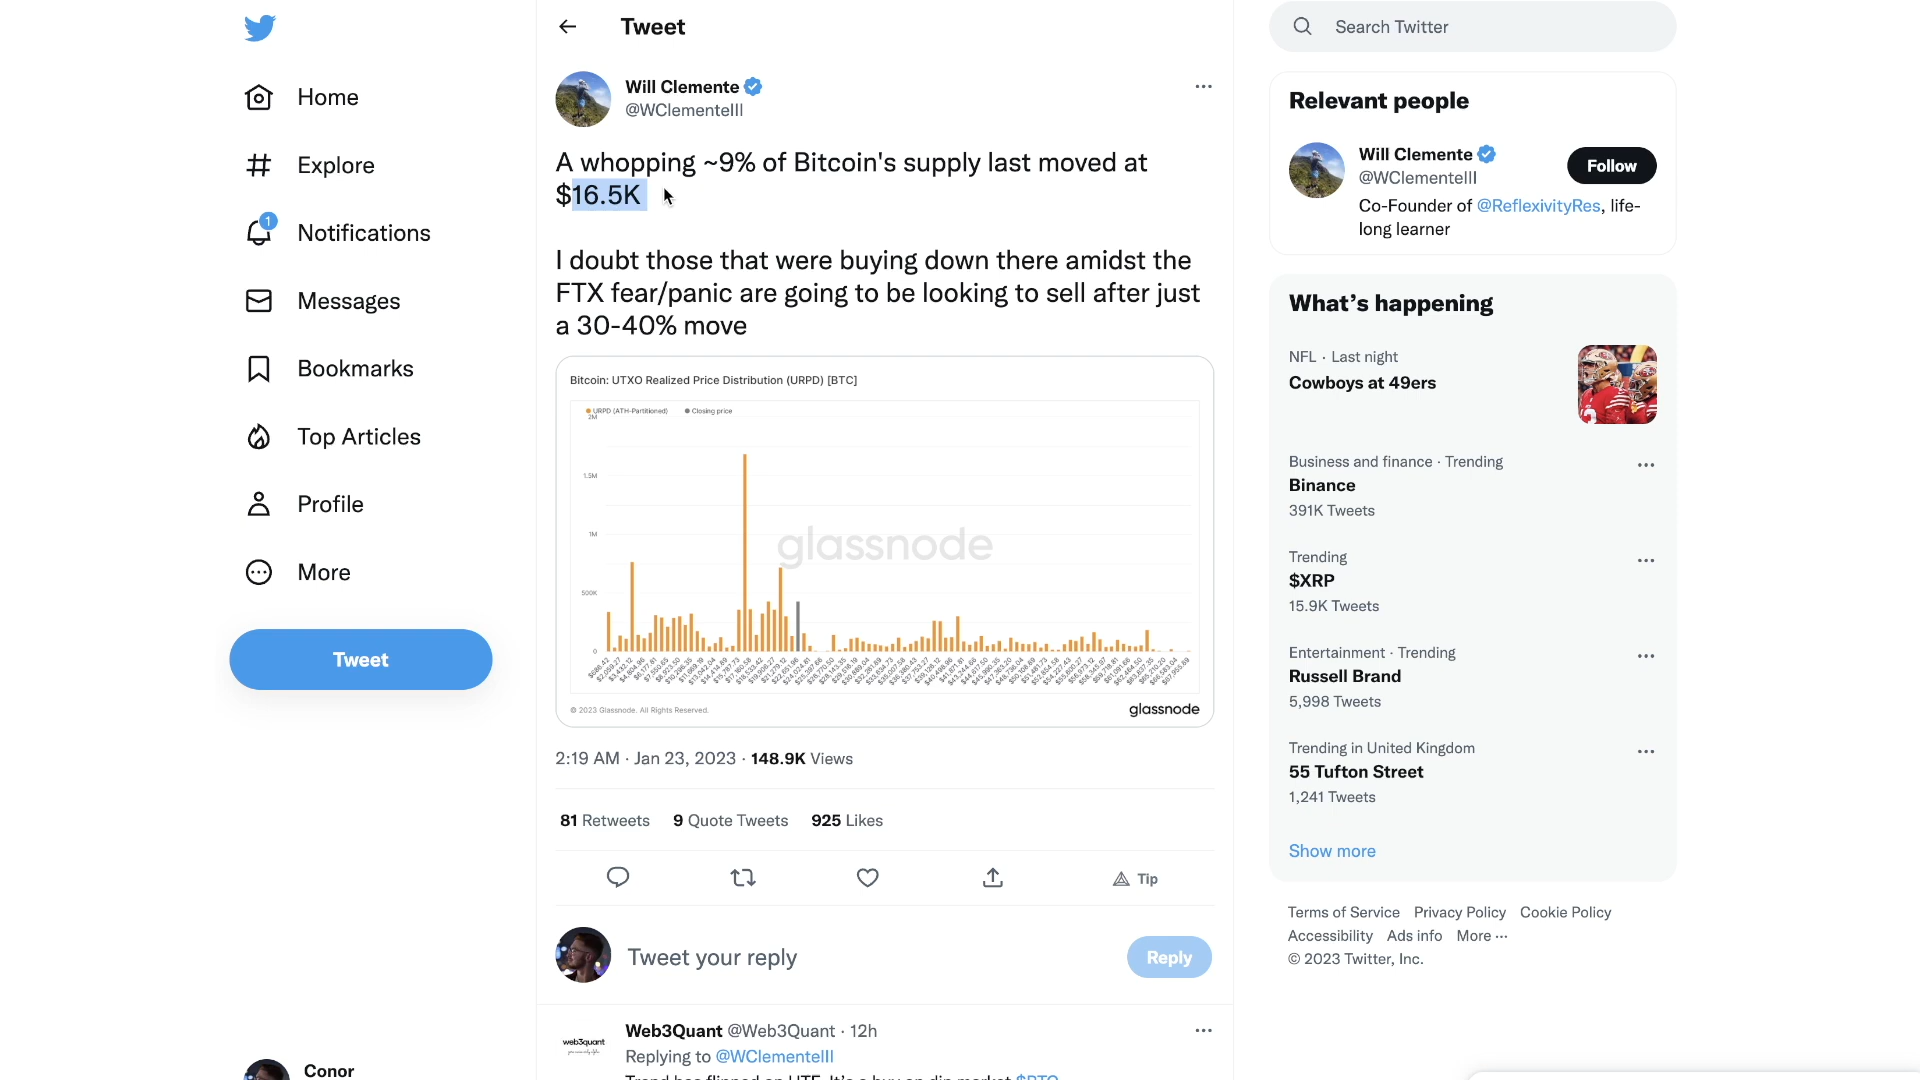 Home
Explore
1
Notifications
Messages
Bookmarks
Top Articles
Profile
More
Tweet
Conor
Tweet
Will Clemente
@WClementeIII
A whopping ~9% of Bitcoin's supply last moved at
$16.5K
I doubt those that were buying down there amidst the
FTX fear/panic are going to be looking to sell after just
a 30-40% move
Bitcoin: UTXO Realized Price Distribution (URPD) [BTC]
URPD (ATH-Partitioned) Closing price
2M
1.5M
1M
500K
0
glassnode
© 2023 Glassnode. All Rights Reserved.
glassnode
2:19 AM · Jan 23, 2023 · 148.9K Views
81 Retweets 9 Quote Tweets 925 Likes
Tip
Tweet your reply
Reply
web3quant
Web3Quant @Web3Quant · 12h
Replying to @WClementeIII
Search Twitter
Relevant people
Will Clemente
@WClementeIII
Follow
Co-Founder of @ReflexivityRes, life-
long learner
What's happening
NFL · Last night
Cowboys at 49ers
Business and finance · Trending
Binance
391K Tweets
Trending
$XRP
15.9K Tweets
Entertainment · Trending
Russell Brand
5,998 Tweets
Trending in United Kingdom
55 Tufton Street
1,241 Tweets
Show more
Terms of Service Privacy Policy Cookie Policy
Accessibility Ads info More ···
© 2023 Twitter, Inc.